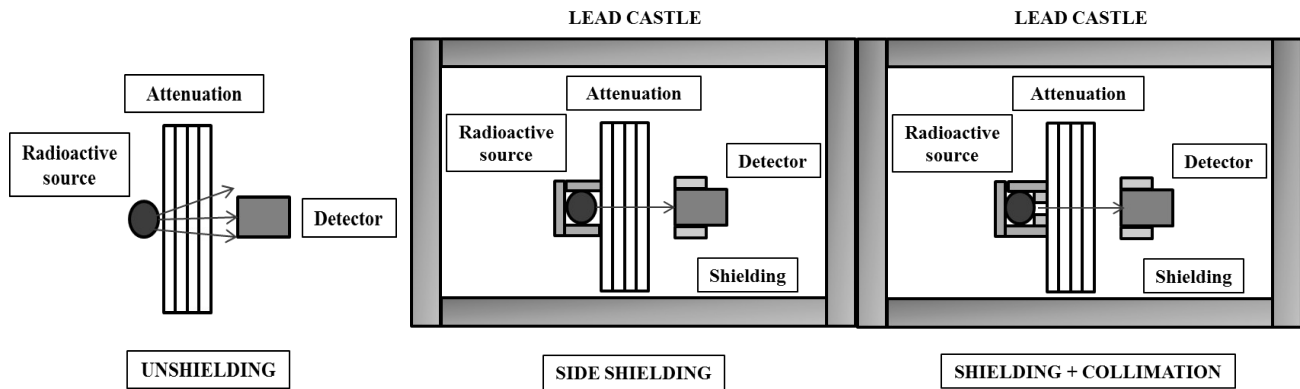 LEAD CASTLE
LEAD CASTLE
Attenuation
Radioactive
source
Detector
UNSHIELDING
Attenuation
Radioactive
source
Detector
Shielding
SIDE SHIELDING
Attenuation
Radioactive
source
Detector
Shielding
SHIELDING + COLLIMATION